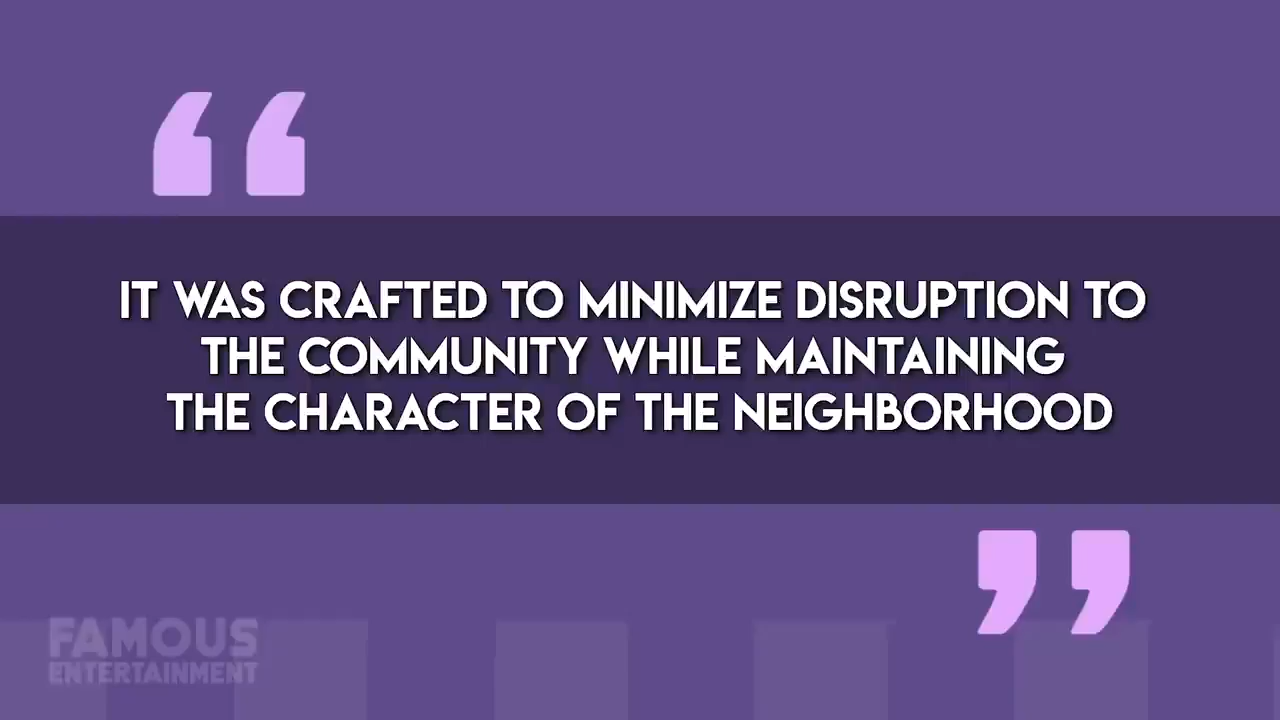 IT WAS CRAFTED TO MINIMIZE DISRUPTION TO
THE COMMUNITY WHILE MAINTAINING
THE CHARACTER OF THE NEIGHBORHOOD
FAMOUS
ENTERTAINMENT